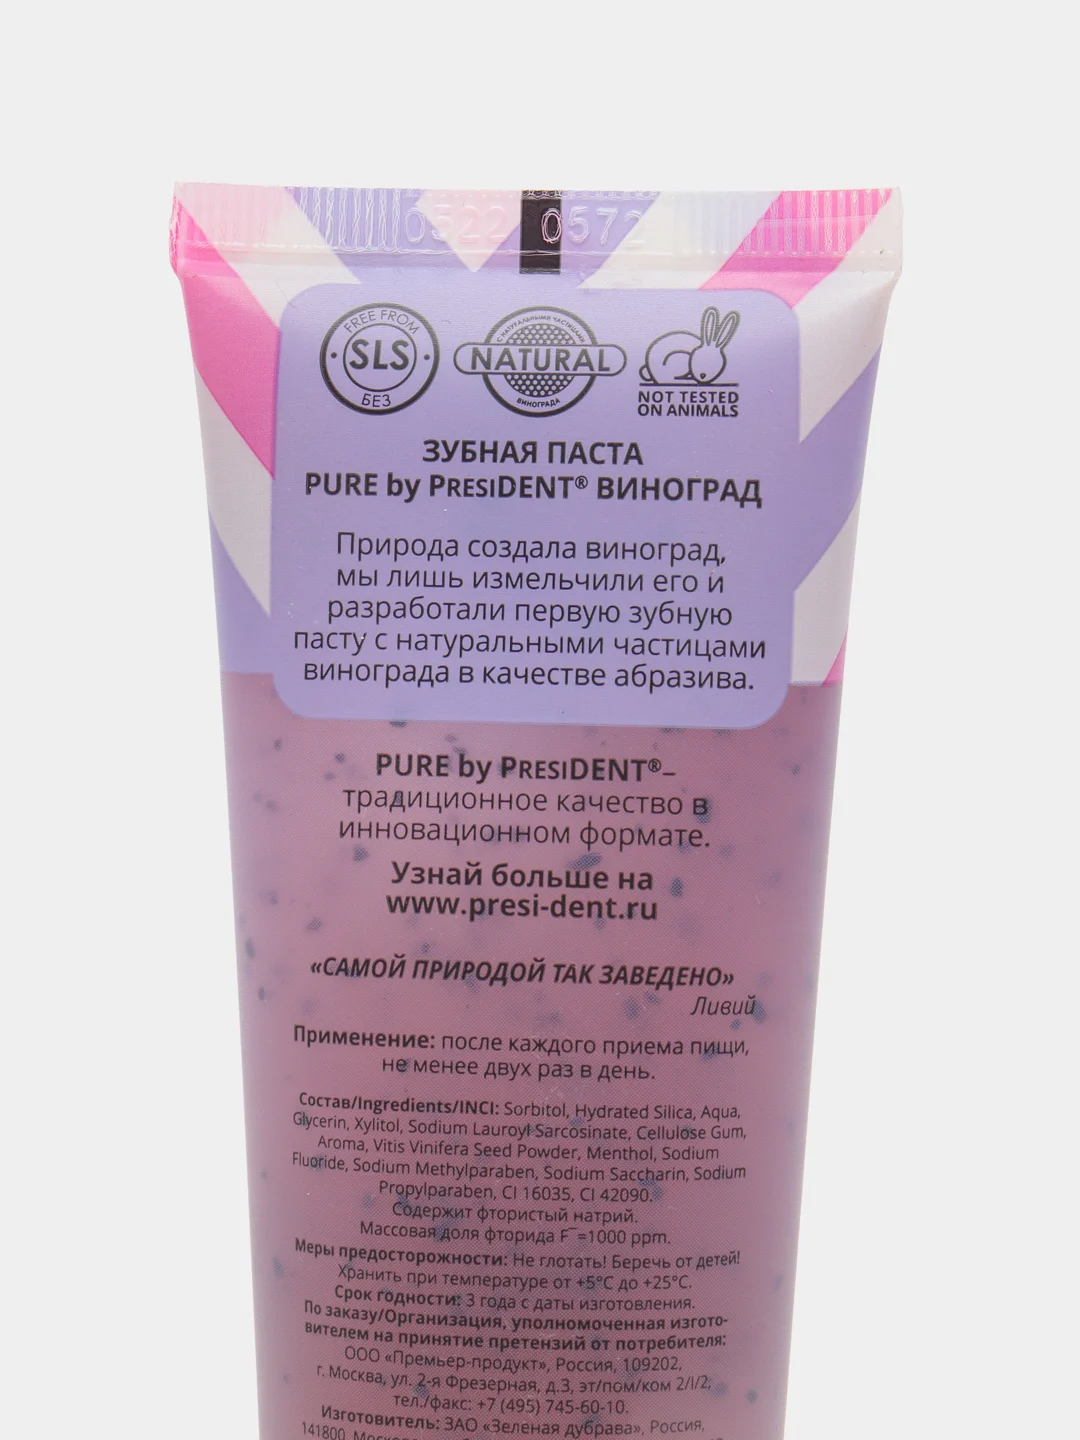 0522 0572
FREE FROM
SLS
БЕЗ
С НАТУРАЛЬНЫМИ ЧАСТИЦАМИ
NATURAL
ВИНОГРАДА
NOT TESTED
ON ANIMALS
ЗУБНАЯ ПАСТА
PURE by PRESIDENT® ВИНОГРАД
Природа создала виноград,
мы лишь измельчили его и
разработали первую зубную
пасту с натуральными частицами
винограда в качестве абразива.
PURE by PRESIDENT®–
традиционное качество в
инновационном формате.
Узнай больше на
www.presi-dent.ru
«САМОЙ ПРИРОДОЙ ТАК ЗАВЕДЕНО»
Ливий
Применение: после каждого приема пищи,
не менее двух раз в день.
Состав/Ingredients/INCI: Sorbitol, Hydrated Silica, Aqua,
Glycerin, Xylitol, Sodium Lauroyl Sarcosinate, Cellulose Gum,
Aroma, Vitis Vinifera Seed Powder, Menthol, Sodium
Fluoride, Sodium Methylparaben, Sodium Saccharin, Sodium
Propylparaben, CI 16035, CI 42090.
Содержит фтористый натрий.
Массовая доля фторида F⁻=1000 ppm.
Меры предосторожности: Не глотать! Беречь от детей!
Хранить при температуре от +5°C до +25°C.
Срок годности: 3 года с даты изготовления.
По заказу/Организация, уполномоченная изгото-
вителем на принятие претензий от потребителя:
ООО «Премьер-продукт», Россия, 109202,
г. Москва, ул. 2-я Фрезерная, д.3, эт/пом/ком 2/I/2,
тел./факс: +7 (495) 745-60-10.
Изготовитель: ЗАО «Зеленая дубрава», Россия,
141800